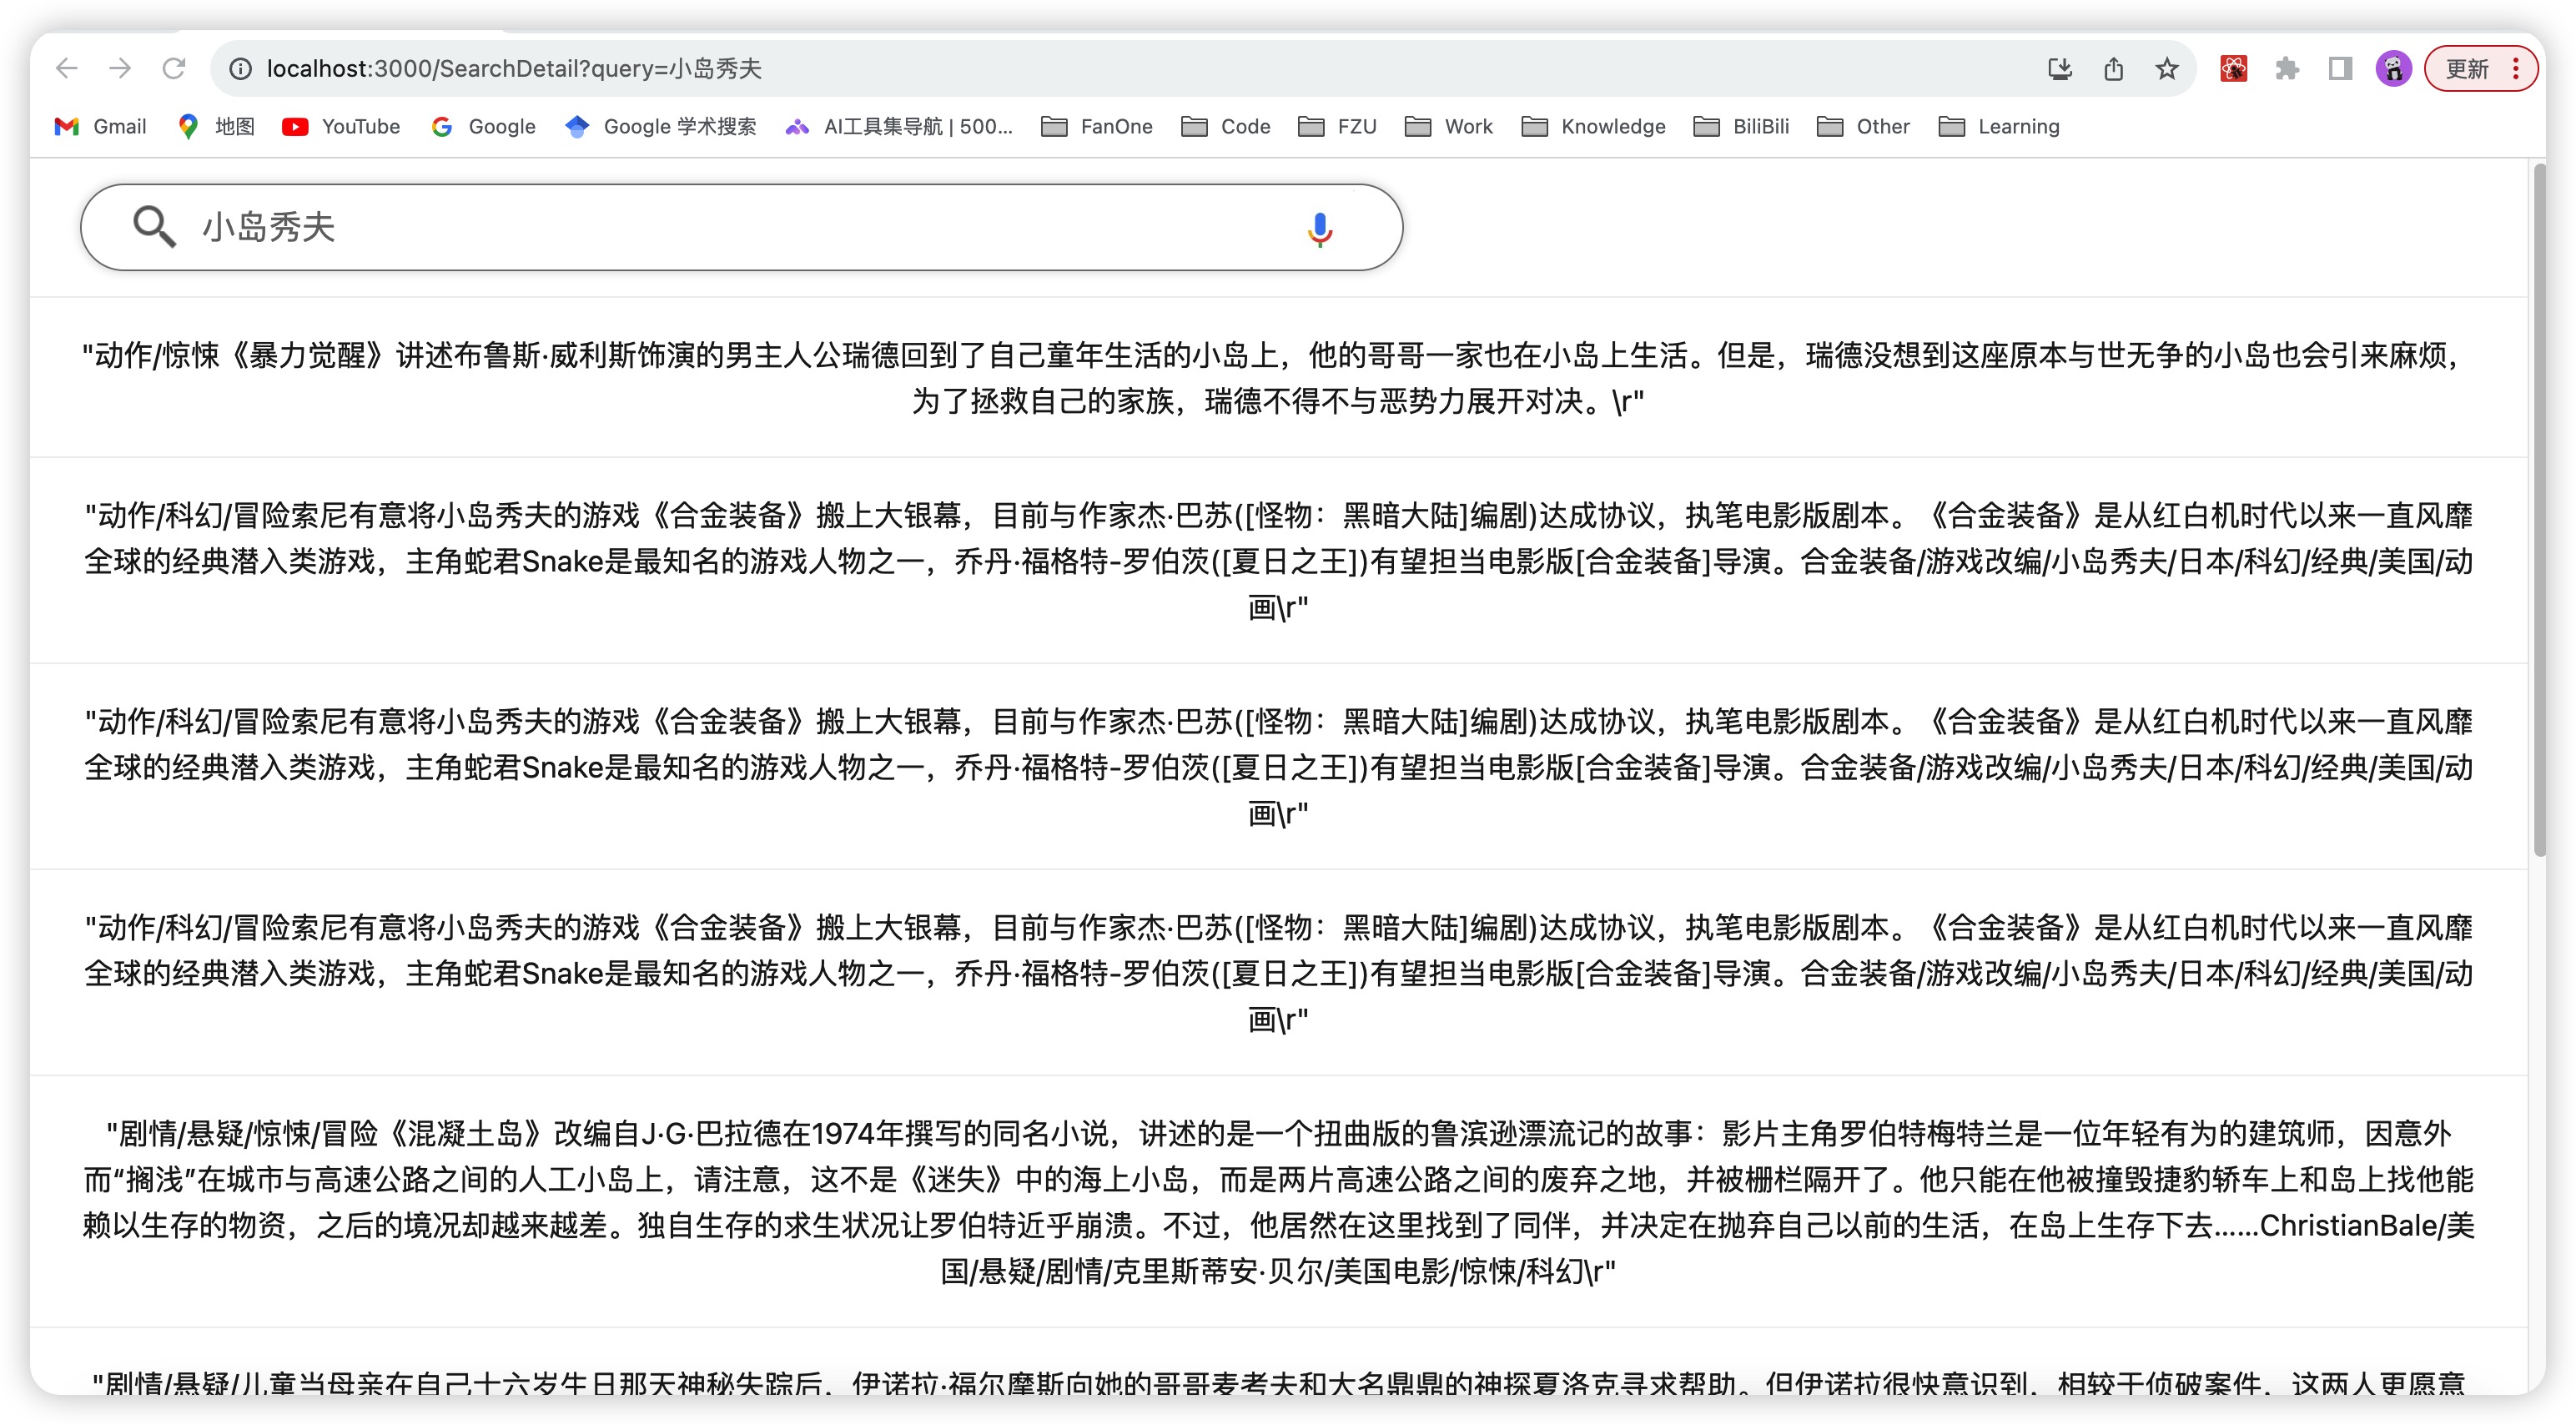 localhost:3000/SearchDetail?query=小岛秀夫
更新
Gmail 地图 YouTube Google Google 学术搜索 AI工具集导航 | 500... FanOne Code FZU Work Knowledge BiliBili Other Learning
小岛秀夫
"动作/惊悚《暴力觉醒》讲述布鲁斯·威利斯饰演的男主人公瑞德回到了自己童年生活的小岛上，他的哥哥一家也在小岛上生活。但是，瑞德没想到这座原本与世无争的小岛也会引来麻烦，
为了拯救自己的家族，瑞德不得不与恶势力展开对决。\r"
"动作/科幻/冒险索尼有意将小岛秀夫的游戏《合金装备》搬上大银幕，目前与作家杰·巴苏([怪物：黑暗大陆]编剧)达成协议，执笔电影版剧本。《合金装备》是从红白机时代以来一直风靡
全球的经典潜入类游戏，主角蛇君Snake是最知名的游戏人物之一，乔丹·福格特-罗伯茨([夏日之王])有望担当电影版[合金装备]导演。合金装备/游戏改编/小岛秀夫/日本/科幻/经典/美国/动
画\r"
"动作/科幻/冒险索尼有意将小岛秀夫的游戏《合金装备》搬上大银幕，目前与作家杰·巴苏([怪物：黑暗大陆]编剧)达成协议，执笔电影版剧本。《合金装备》是从红白机时代以来一直风靡
全球的经典潜入类游戏，主角蛇君Snake是最知名的游戏人物之一，乔丹·福格特-罗伯茨([夏日之王])有望担当电影版[合金装备]导演。合金装备/游戏改编/小岛秀夫/日本/科幻/经典/美国/动
画\r"
"动作/科幻/冒险索尼有意将小岛秀夫的游戏《合金装备》搬上大银幕，目前与作家杰·巴苏([怪物：黑暗大陆]编剧)达成协议，执笔电影版剧本。《合金装备》是从红白机时代以来一直风靡
全球的经典潜入类游戏，主角蛇君Snake是最知名的游戏人物之一，乔丹·福格特-罗伯茨([夏日之王])有望担当电影版[合金装备]导演。合金装备/游戏改编/小岛秀夫/日本/科幻/经典/美国/动
画\r"
"剧情/悬疑/惊悚/冒险《混凝土岛》改编自J·G·巴拉德在1974年撰写的同名小说，讲述的是一个扭曲版的鲁滨逊漂流记的故事：影片主角罗伯特梅特兰是一位年轻有为的建筑师，因意外
而“搁浅”在城市与高速公路之间的人工小岛上，请注意，这不是《迷失》中的海上小岛，而是两片高速公路之间的废弃之地，并被栅栏隔开了。他只能在他被撞毁捷豹轿车上和岛上找他能
赖以生存的物资，之后的境况却越来越差。独自生存的求生状况让罗伯特近乎崩溃。不过，他居然在这里找到了同伴，并决定在抛弃自己以前的生活，在岛上生存下去……ChristianBale/美
国/悬疑/剧情/克里斯蒂安·贝尔/美国电影/惊悚/科幻\r"
"剧情/悬疑/儿童当母亲在自己十六岁生日那天神秘失踪后，伊诺拉·福尔摩斯向她的哥哥麦考夫和大名鼎鼎的神探夏洛克寻求帮助。但伊诺拉很快意识到，相较于侦破案件，这两人更愿意